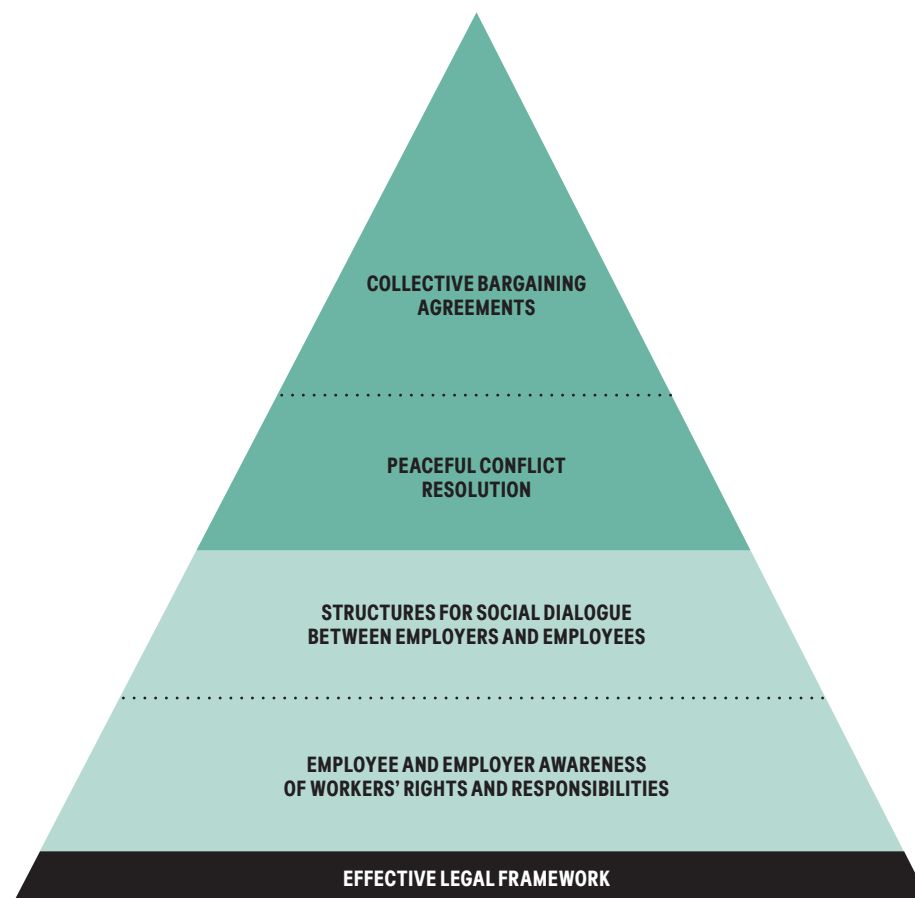 COLLECTIVE BARGAINING
AGREEMENTS
PEACEFUL CONFLICT
RESOLUTION
STRUCTURES FOR SOCIAL DIALOGUE
BETWEEN EMPLOYERS AND EMPLOYEES
EMPLOYEE AND EMPLOYER AWARENESS
OF WORKERS’ RIGHTS AND RESPONSIBILITIES
EFFECTIVE LEGAL FRAMEWORK